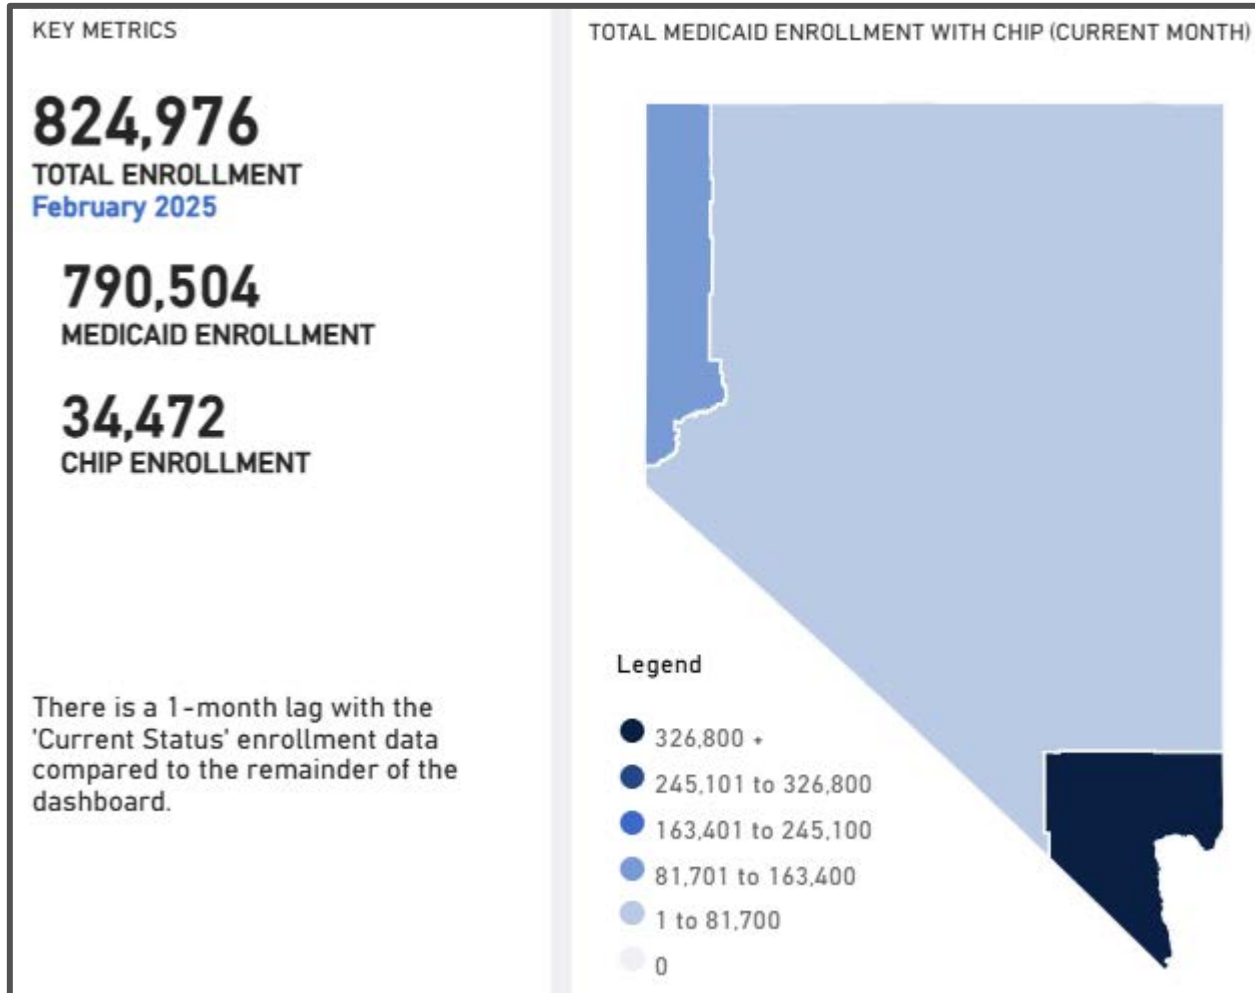 KEY METRICS
824,976
TOTAL ENROLLMENT
February 2025
790,504
MEDICAID ENROLLMENT
34,472
CHIP ENROLLMENT
There is a 1-month lag with the
'Current Status' enrollment data
compared to the remainder of the
dashboard.
TOTAL MEDICAID ENROLLMENT WITH CHIP (CURRENT MONTH)
Legend
326,800 +
245,101 to 326,800
163,401 to 245,100
81,701 to 163,400
1 to 81,700
0